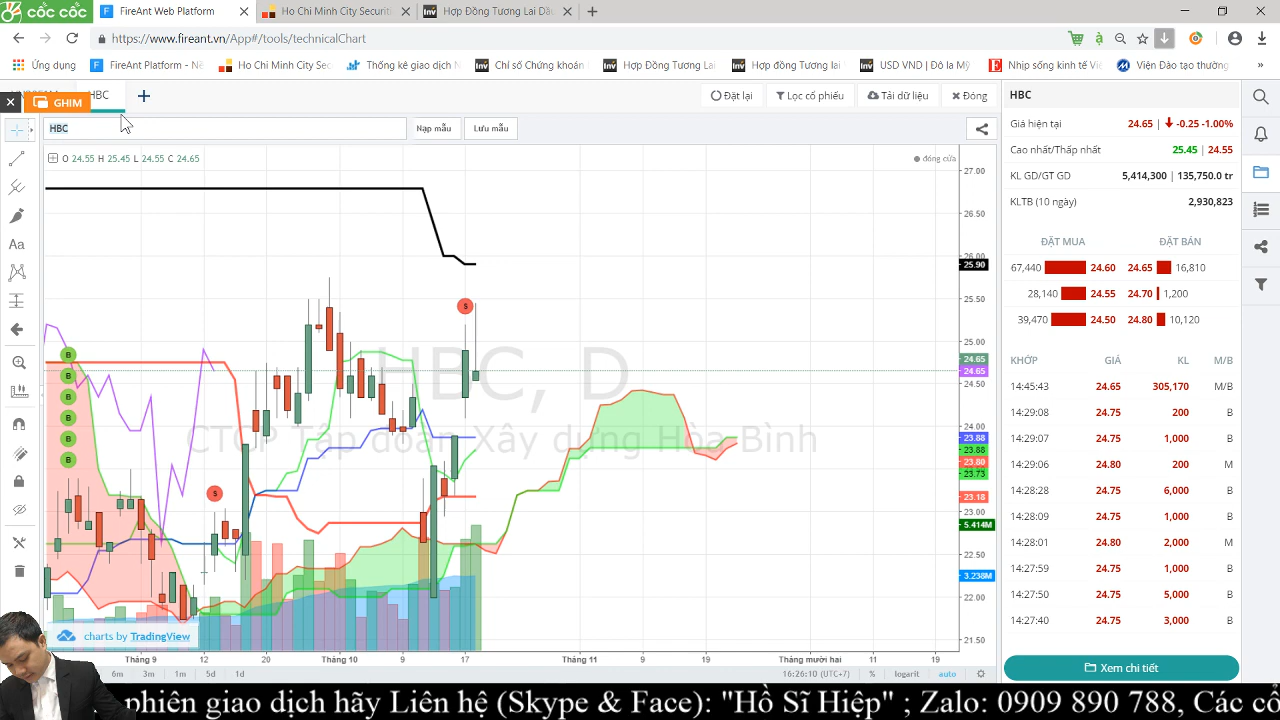 cốc cốc
FireAnt Web Platform
Ho Chi Minh City Securiti
Hợp Đồng Tương Lai Dầu
https://www.fireant.vn/App#/tools/technicalChart
Ứng dụng
FireAnt Platform - Nề
Ho Chi Minh City Sec
Thống kê giao dịch N
Chỉ số chứng khoán
Hợp Đồng Tương Lai
Hợp đồng tương lai
USD VND | Đô la Mỹ
Nhịp sống kinh tế Vi
Viện Đào tạo thường
»
GHIM
HBC
Đặt
Lọc cổ phiếu
Tải dữ liệu
Đóng
HBC
Nạp mẫu
Lưu mẫu
O 24.55 H 25.45 L 24.55 C 24.65
đóng cửa
HBC, D
CTCP Tập đoàn Xây dựng Hòa Bình
S
S
B
B
B
B
B
B
27.00
26.50
26.00
25.90
25.50
25.00
24.65
24.65
24.50
24.00
23.88
23.88
23.80
23.73
23.18
23.00
5.414M
22.50
3.238M
22.00
21.50
charts by TradingView
Tháng 9
12
20
Tháng 10
9
17
Tháng 11
9
19
Tháng mười hai
11
19
6m
3m
1m
5d
1d
16:26:10 (UTC+7)
%
logarit
auto
HBC
Giá hiện tại 24.65 | -0.25 -1.00%
Cao nhất/Thấp nhất 25.45 | 24.55
KL GD/GT GD 5,414,300 | 135,750.0 tr
KLTB (10 ngày) 2,930,823
ĐẶT MUA ĐẶT BÁN
67,440 24.60 24.65 16,810
28,140 24.55 24.70 1,200
39,470 24.50 24.80 10,120
KHỚP GIÁ KL M/B
14:45:43 24.65 305,170 M/B
14:29:08 24.75 200 B
14:29:07 24.75 1,000 B
14:29:06 24.80 200 M
14:28:28 24.75 6,000 B
14:28:09 24.75 1,000 B
14:28:01 24.80 2,000 M
14:27:59 24.75 1,000 B
14:27:50 24.75 5,000 B
14:27:40 24.75 3,000 B
Xem chi tiết
phiên giao dịch hãy Liên hệ (Skype & Face): "Hồ Sĩ Hiệp" ; Zalo: 0909 890 788, Các cổ